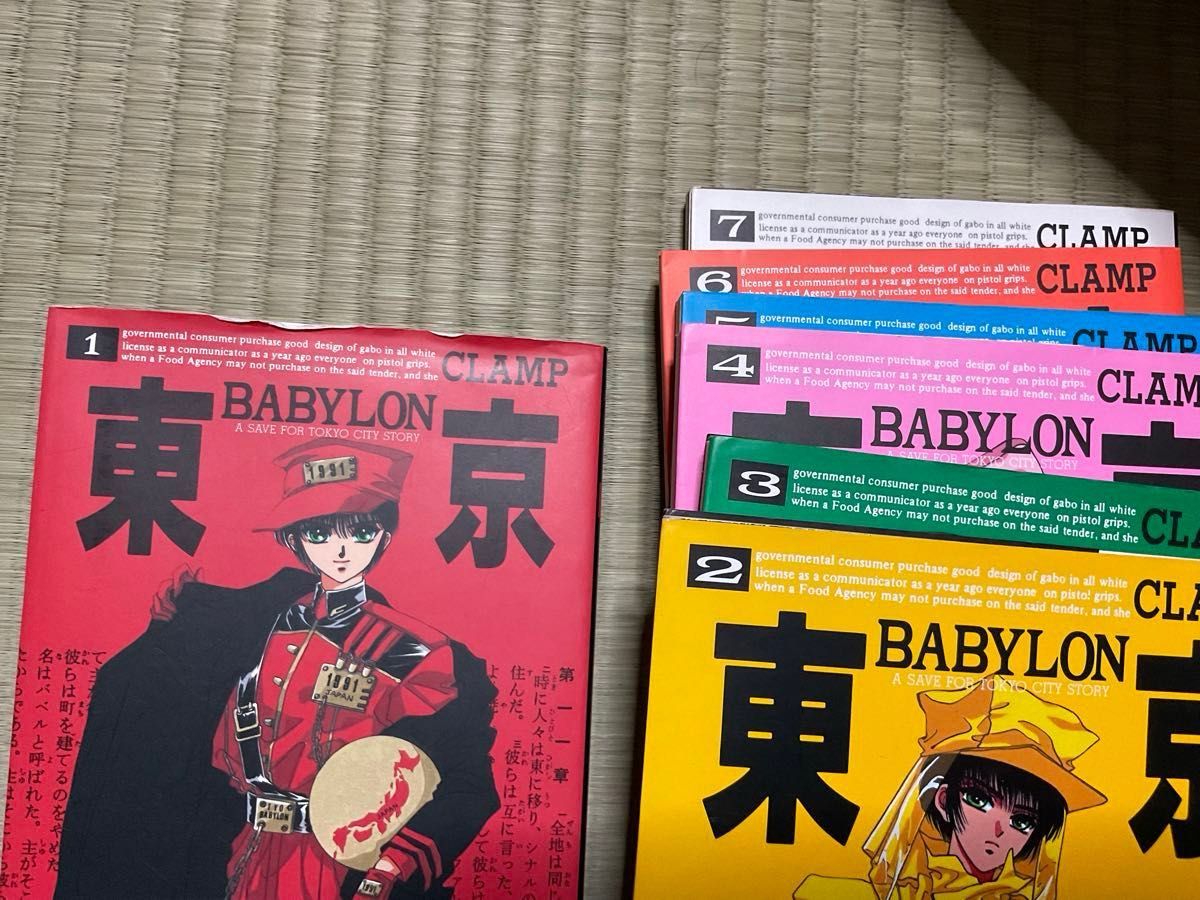 1
governmental consumer purchase good design of gabo in all white
license as a communicator as a year ago everyone on pistol grips.
when a Food Agency may not purchase on the said tender, and she
CLAMP
東京
BABYLON
A SAVE FOR TOKYO CITY STORY
1991
1991
JAPAN
JAPAN
BABYLON
1991
第一一章
全地は同じ
時に人々は東に移り、シナルの
住んだ。彼らは互に言った、
彼らは町を建てるのをやめた
名はバベルと呼ばれた。主がそこ
7
governmental consumer purchase good design of gabo in all white
license as a communicator as a year ago everyone on pistol grips.
when a Food Agency may not purchase on the said tender, and she
CLAMP
6
governmental consumer purchase good design of gabo in all white
license as a communicator as a year ago everyone on pistol grips.
CLAMP
5
governmental consumer purchase good design of gabo in all white
CLAMP
4
governmental consumer purchase good design of gabo in all white
license as a communicator as a year ago everyone on pistol grips.
when a Food Agency may not purchase on the said tender, and she
CLAM
BABYLON
A SAVE FOR TOKYO CITY STORY
3
governmental consumer purchase good design of gabo in all white
license as a communicator as a year ago everyone on pistol grips.
when a Food Agency may not purchase on the said tender, and she
CLA
2
governmental consumer purchase good design of gabo in all white
license as a communicator as a year ago everyone on pistol grips.
when a Food Agency may not purchase on the said tender, and she
CLA
東京
BABYLON
A SAVE FOR TOKYO CITY STORY